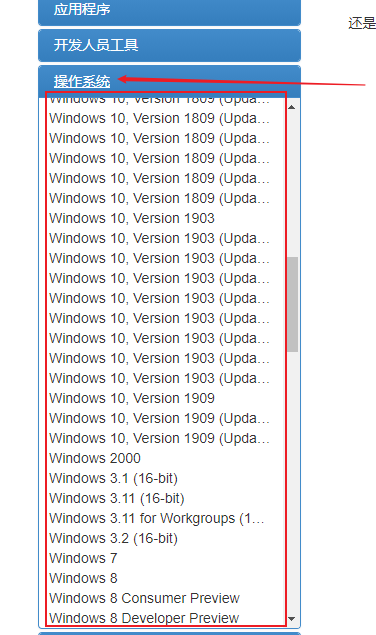 应用程序
还是
开发人员工具
操作系统
Windows 10, Version 1809 (Upda…
Windows 10, Version 1809 (Upda…
Windows 10, Version 1809 (Upda…
Windows 10, Version 1809 (Upda…
Windows 10, Version 1809 (Upda…
Windows 10, Version 1809 (Upda…
Windows 10, Version 1903
Windows 10, Version 1903 (Upda…
Windows 10, Version 1903 (Upda…
Windows 10, Version 1903 (Upda…
Windows 10, Version 1903 (Upda…
Windows 10, Version 1903 (Upda…
Windows 10, Version 1903 (Upda…
Windows 10, Version 1903 (Upda…
Windows 10, Version 1903 (Upda…
Windows 10, Version 1909
Windows 10, Version 1909 (Upda…
Windows 10, Version 1909 (Upda…
Windows 2000
Windows 3.1 (16-bit)
Windows 3.11 (16-bit)
Windows 3.11 for Workgroups (1…
Windows 3.2 (16-bit)
Windows 7
Windows 8
Windows 8 Consumer Preview
Windows 8 Developer Preview